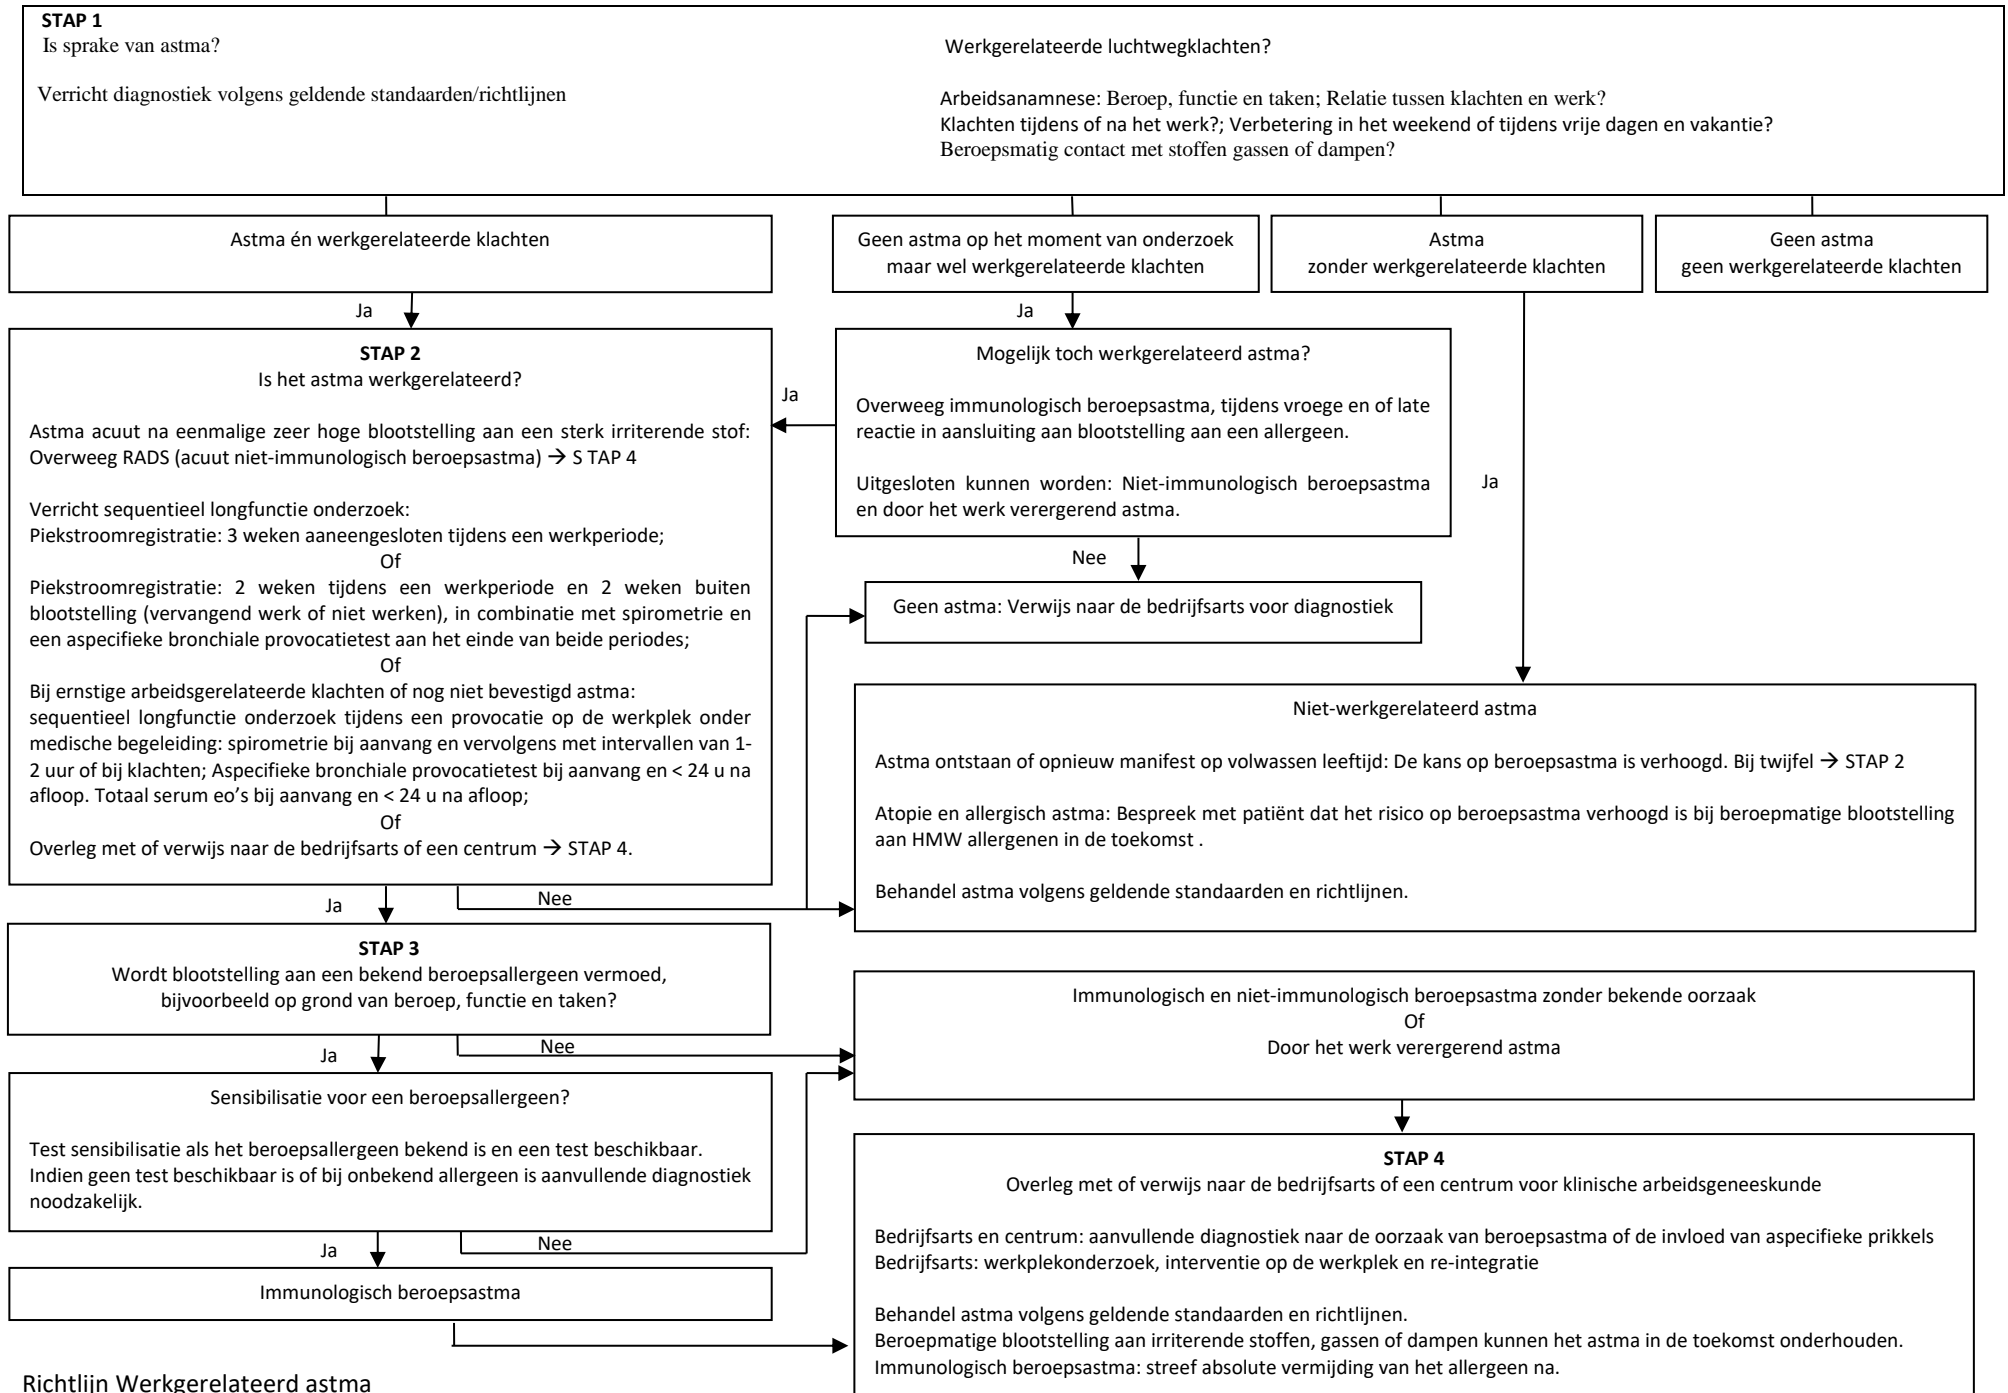 STAP 1
Is sprake van astma?
Verricht diagnostiek volgens geldende standaarden/richtlijnen
Werkgerelateerde luchtwegklachten?
Arbeidsanamnese: Beroep, functie en taken; Relatie tussen klachten en werk?
Klachten tijdens of na het werk?; Verbetering in het weekend of tijdens vrije dagen en vakantie?
Beroepsmatig contact met stoffen gassen of dampen?
Astma én werkgerelateerde klachten
Geen astma op het moment van onderzoek
maar wel werkgerelateerde klachten
Astma
zonder werkgerelateerde klachten
Geen astma
geen werkgerelateerde klachten
Ja
Ja
STAP 2
Is het astma werkgerelateerd?
Astma acuut na eenmalige zeer hoge blootstelling aan een sterk irriterende stof:
Overweeg RADS (acuut niet-immunologisch beroepsastma) → S TAP 4
Verricht sequentieel longfunctie onderzoek:
Piekstroomregistratie: 3 weken aaneengesloten tijdens een werkperiode;
Of
Piekstroomregistratie: 2 weken tijdens een werkperiode en 2 weken buiten
blootstelling (vervangend werk of niet werken), in combinatie met spirometrie en
een aspecifieke bronchiale provocatietest aan het einde van beide periodes;
Of
Bij ernstige arbeidsgerelateerde klachten of nog niet bevestigd astma:
sequentieel longfunctie onderzoek tijdens een provocatie op de werkplek onder
medische begeleiding: spirometrie bij aanvang en vervolgens met intervallen van 1-
2 uur of bij klachten; Aspecifieke bronchiale provocatietest bij aanvang en < 24 u na
afloop. Totaal serum eo's bij aanvang en < 24 u na afloop;
Of
Overleg met of verwijs naar de bedrijfsarts of een centrum → STAP 4.
Ja
Mogelijk toch werkgerelateerd astma?
Overweeg immunologisch beroepsastma, tijdens vroege en of late
reactie in aansluiting aan blootstelling aan een allergeen.
Uitgesloten kunnen worden: Niet-immunologisch beroepsastma
en door het werk verergerend astma.
Ja
Nee
Geen astma: Verwijs naar de bedrijfsarts voor diagnostiek
Niet-werkgerelateerd astma
Astma ontstaan of opnieuw manifest op volwassen leeftijd: De kans op beroepsastma is verhoogd. Bij twijfel → STAP 2
Atopie en allergisch astma: Bespreek met patiënt dat het risico op beroepsastma verhoogd is bij beroepmatige blootstelling
aan HMW allergenen in de toekomst .
Behandel astma volgens geldende standaarden en richtlijnen.
Ja
Nee
STAP 3
Wordt blootstelling aan een bekend beroepsallergeen vermoed,
bijvoorbeeld op grond van beroep, functie en taken?
Ja
Nee
Immunologisch en niet-immunologisch beroepsastma zonder bekende oorzaak
Of
Door het werk verergerend astma
Sensibilisatie voor een beroepsallergeen?
Test sensibilisatie als het beroepsallergeen bekend is en een test beschikbaar.
Indien geen test beschikbaar is of bij onbekend allergeen is aanvullende diagnostiek
noodzakelijk.
Ja
Nee
Immunologisch beroepsastma
STAP 4
Overleg met of verwijs naar de bedrijfsarts of een centrum voor klinische arbeidsgeneeskunde
Bedrijfsarts en centrum: aanvullende diagnostiek naar de oorzaak van beroepsastma of de invloed van aspecifieke prikkels
Bedrijfsarts: werkplekonderzoek, interventie op de werkplek en re-integratie
Behandel astma volgens geldende standaarden en richtlijnen.
Beroepmatige blootstelling aan irriterende stoffen, gassen of dampen kunnen het astma in de toekomst onderhouden.
Immunologisch beroepsastma: streef absolute vermijding van het allergeen na.
Richtlijn Werkgerelateerd astma